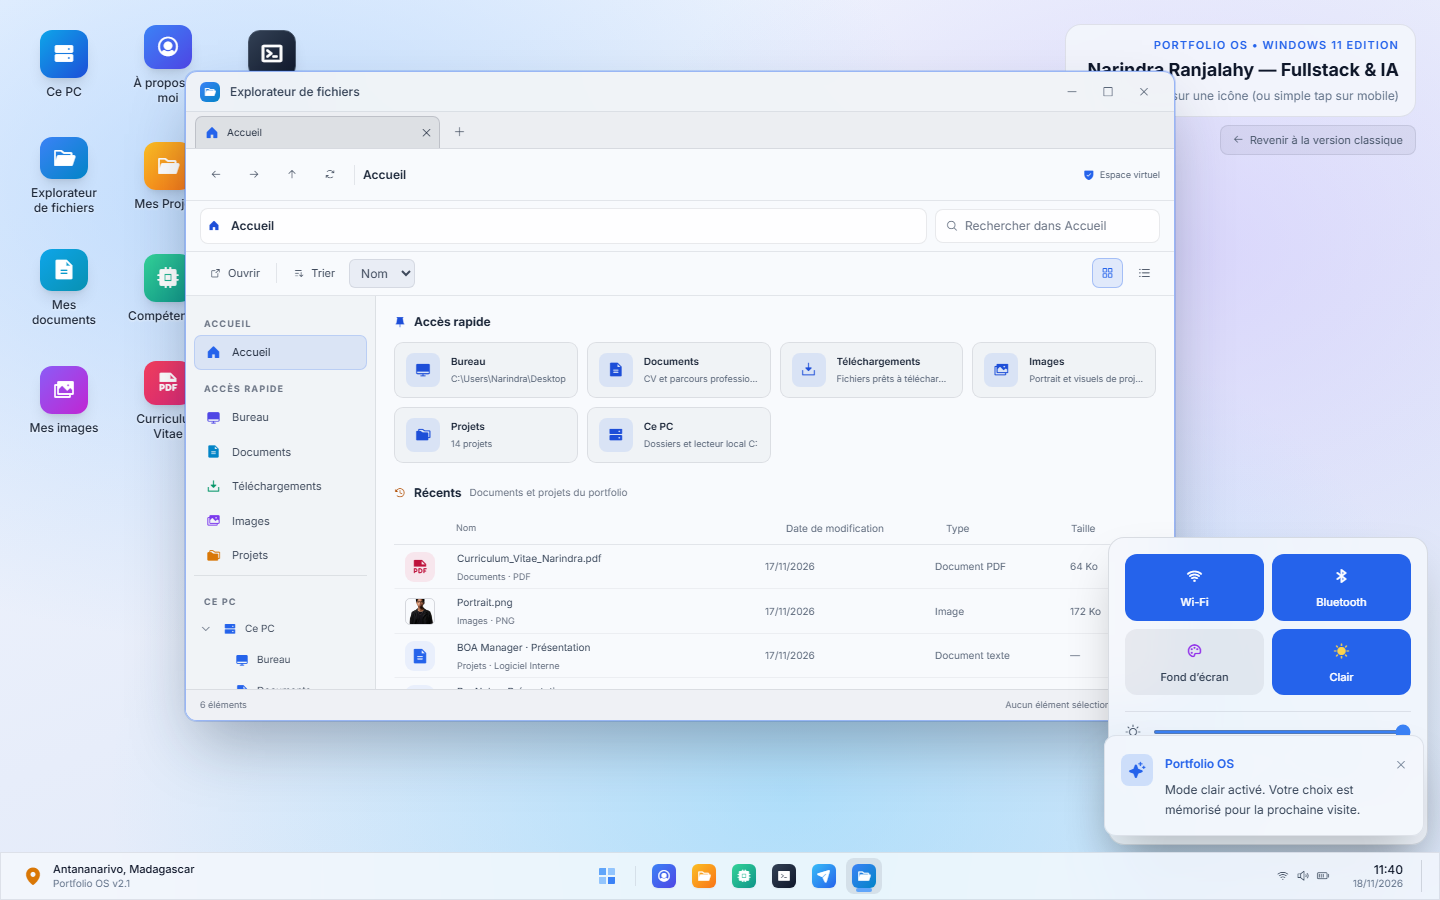 Ce PC
À propos
moi
PORTFOLIO OS • WINDOWS 11 EDITION
Narindra Ranjalahy — Fullstack & IA
sur une icône (ou simple tap sur mobile)
Revenir à la version classique
Explorateur
de fichiers
Mes Proj
Mes
documents
Compéten
Mes images
PDF
Curricul
Vitae
Explorateur de fichiers
Accueil
Accueil
Espace virtuel
Accueil
Rechercher dans Accueil
Ouvrir
Trier
Nom
ACCUEIL
Accueil
ACCÈS RAPIDE
Bureau
Documents
Téléchargements
Images
Projets
CE PC
Ce PC
Bureau
Documents
Accès rapide
Bureau
C:\Users\Narindra\Desktop
Documents
CV et parcours professio...
Téléchargements
Fichiers prêts à téléchar...
Images
Portrait et visuels de proj...
Projets
14 projets
Ce PC
Dossiers et lecteur local C:
Récents Documents et projets du portfolio
Nom Date de modification Type Taille
PDF
Curriculum_Vitae_Narindra.pdf
Documents · PDF
17/11/2026 Document PDF 64 Ko
Portrait.png
Images · PNG
17/11/2026 Image 172 Ko
BOA Manager · Présentation
Projets · Logiciel Interne
17/11/2026 Document texte —
6 éléments
Aucun élément sélection
Wi-Fi
Bluetooth
Fond d’écran
Clair
Portfolio OS
Mode clair activé. Votre choix est
mémorisé pour la prochaine visite.
Antananarivo, Madagascar
Portfolio OS v2.1
11:40
18/11/2026